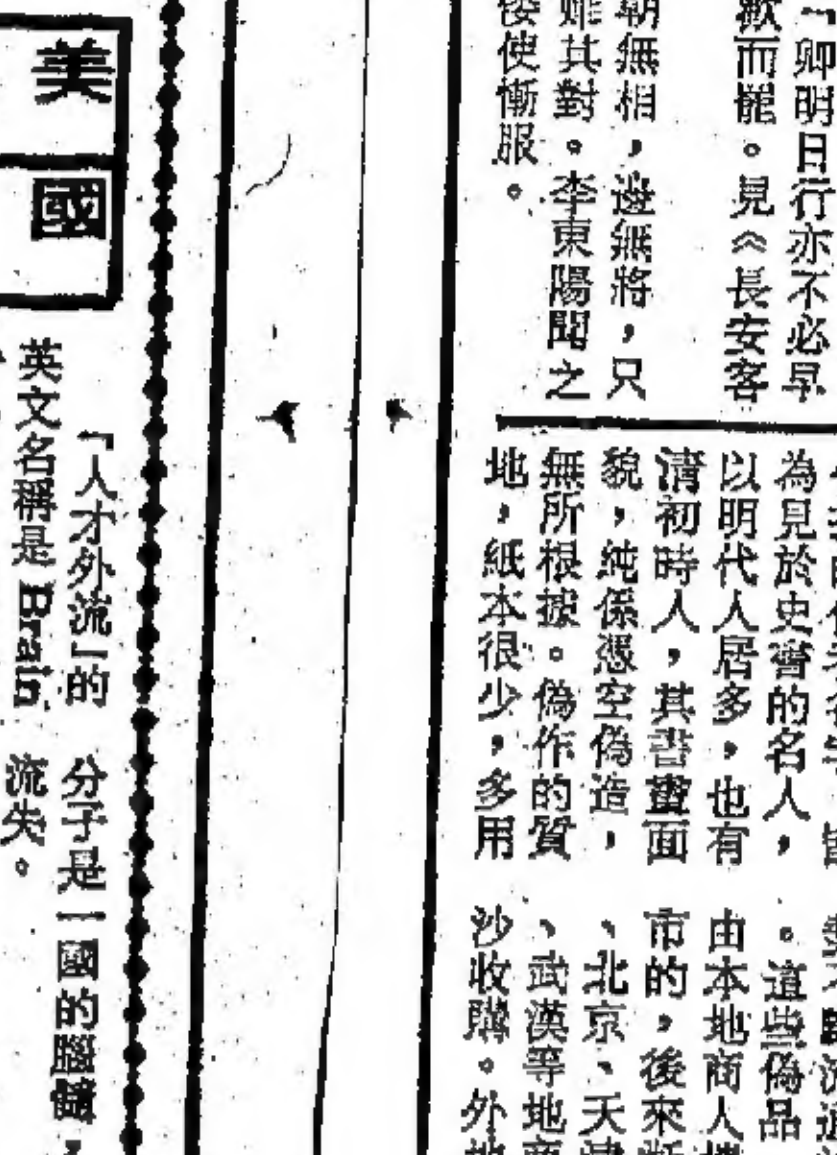 「卿明日行亦不必早
歉而罷。見《長安客
朝無相,邊無將,只
其對。李東陽聞之
使慚服。
為見於史書的名人,
以明代人居多,也有
清初時人,其書畫面
貌,純係憑空偽造,
無所根據。偽作的質
地,紙本很少,多用
。這些偽品
由本地商人
市的,後來
、北京、天津
、武漢等地商
沙收購。外地
美國
「人才外流」的
英文名稱是 Brain
分子是一國的腦髓,
流失。